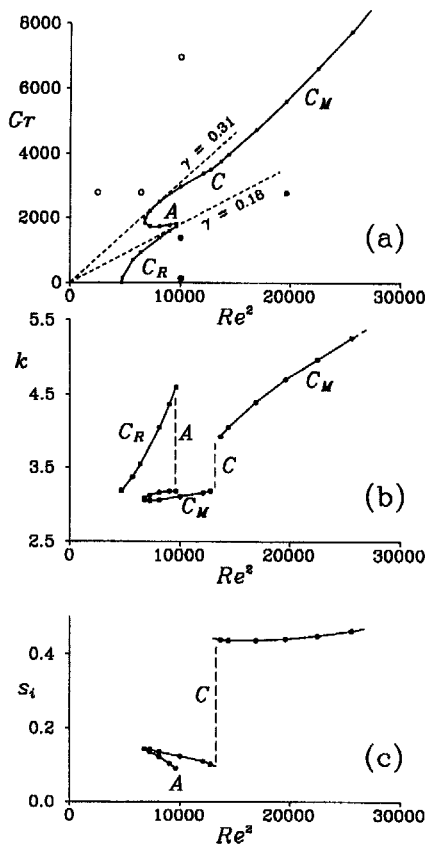 8000
6000
Gr
4000
2000
0
γ = 0.31
γ = 0.18
C_M
C
A
C_R
(a)
0 10000 20000 30000
Re²
5.5
k
4.5
3.5
2.5
C_R
A
C_M
C
C_M
(b)
0 10000 20000 30000
Re²
0.4
s_i
0.2
0.0
C
A
(c)
0 10000 20000 30000
Re²